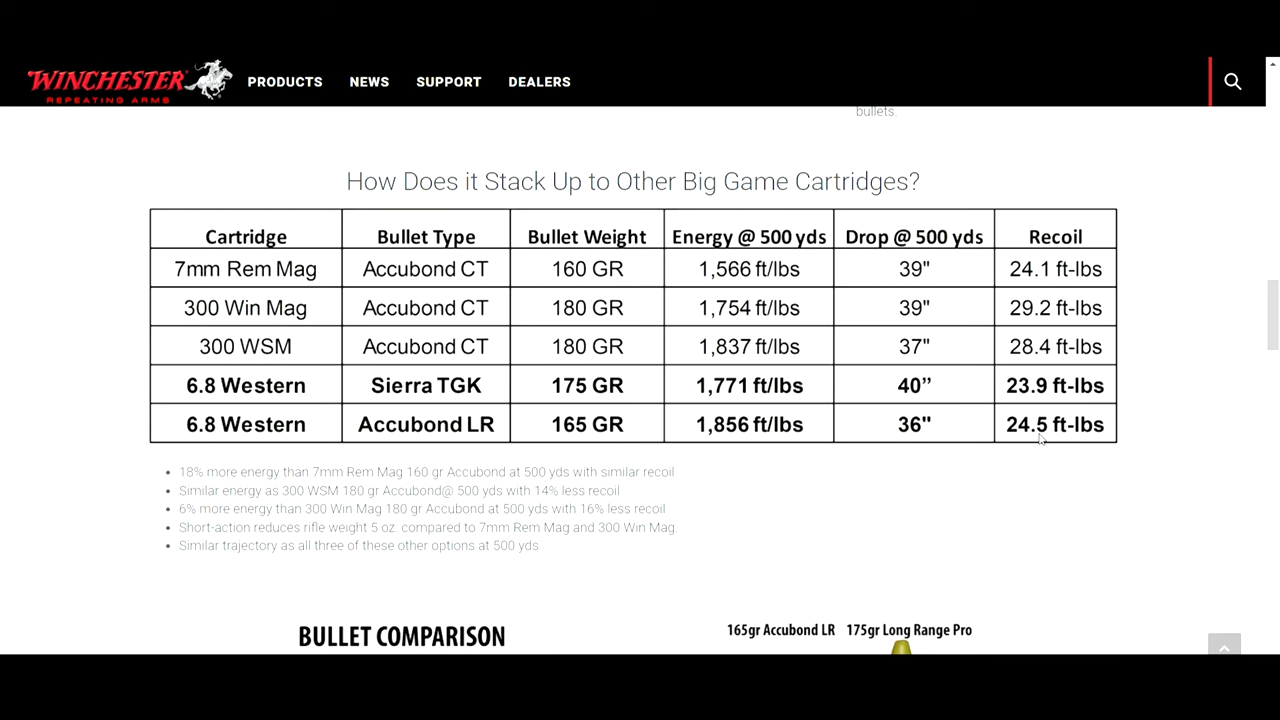 WINCHESTER
REPEATING ARMS
PRODUCTS NEWS SUPPORT DEALERS
bullets.
How Does it Stack Up to Other Big Game Cartridges?
Cartridge Bullet Type Bullet Weight Energy @ 500 yds Drop @ 500 yds Recoil
7mm Rem Mag Accubond CT 160 GR 1,566 ft/lbs 39" 24.1 ft-lbs
300 Win Mag Accubond CT 180 GR 1,754 ft/lbs 39" 29.2 ft-lbs
300 WSM Accubond CT 180 GR 1,837 ft/lbs 37" 28.4 ft-lbs
6.8 Western Sierra TGK 175 GR 1,771 ft/lbs 40” 23.9 ft-lbs
6.8 Western Accubond LR 165 GR 1,856 ft/lbs 36" 24.5 ft-lbs
• 18% more energy than 7mm Rem Mag 160 gr Accubond at 500 yds with similar recoil
• Similar energy as 300 WSM 180 gr Accubond@ 500 yds with 14% less recoil
• 6% more energy than 300 Win Mag 180 gr Accubond at 500 yds with 16% less recoil
• Short-action reduces rifle weight 5 oz. compared to 7mm Rem Mag and 300 Win Mag.
• Similar trajectory as all three of these other options at 500 yds
BULLET COMPARISON
165gr Accubond LR 175gr Long Range Pro